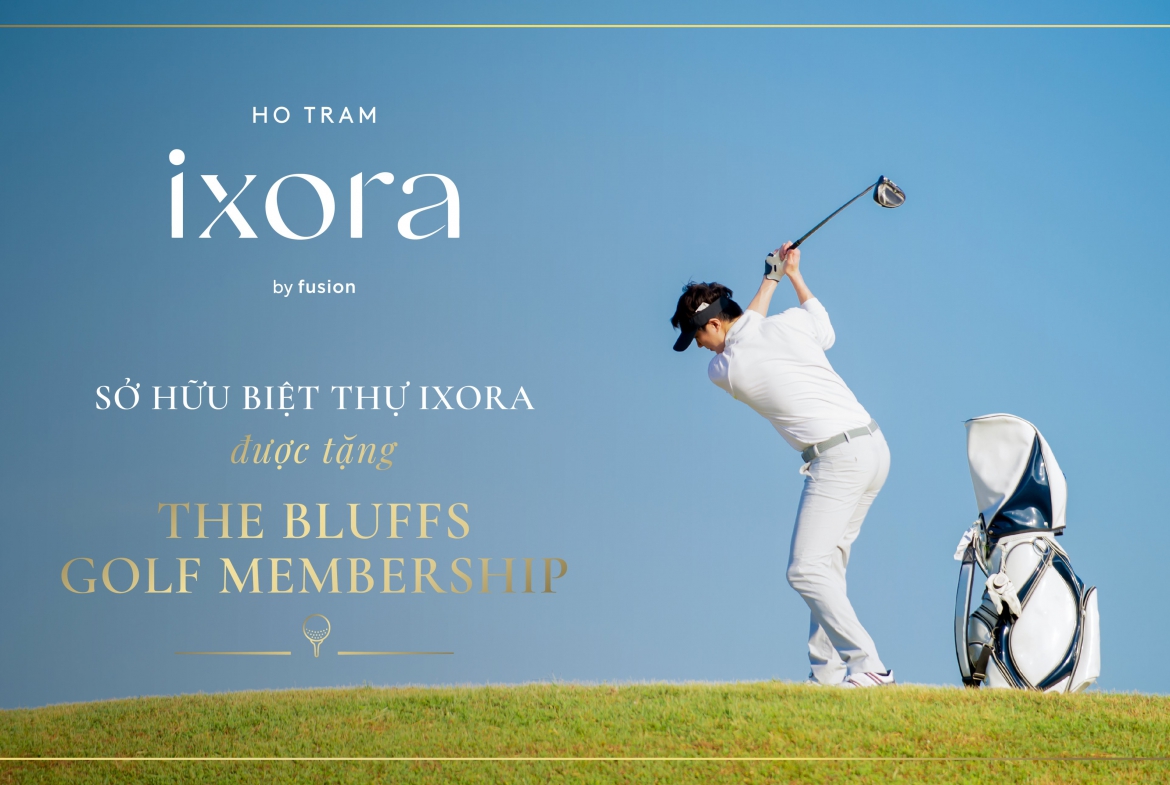 HO TRAM
ixora
by fusion
SỞ HỮU BIỆT THỰ IXORA
được tặng
THE BLUFFS
GOLF MEMBERSHIP